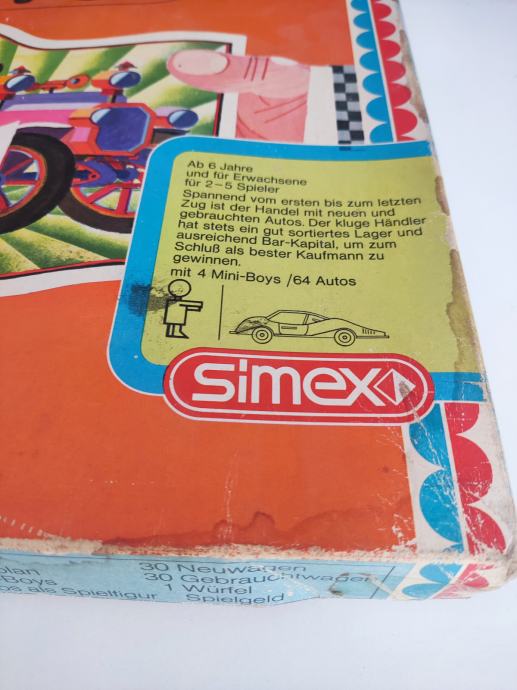 Ab 6 Jahre
und für Erwachsene
für 2-5 Spieler
Spannend vom ersten bis zum letzten
Zug ist der Handel mit neuen und
gebrauchten Autos. Der kluge Händler
hat stets ein gut sortiertes Lager und
ausreichend Bar-Kapital, um zum
Schluß als bester Kaufmann zu
gewinnen.
mit 4 Mini-Boys /64 Autos
simex
30 Neuwagen
Boys 30 Gebrauchtwagen
als Spielfigur 1 Würfel
Spielgeld